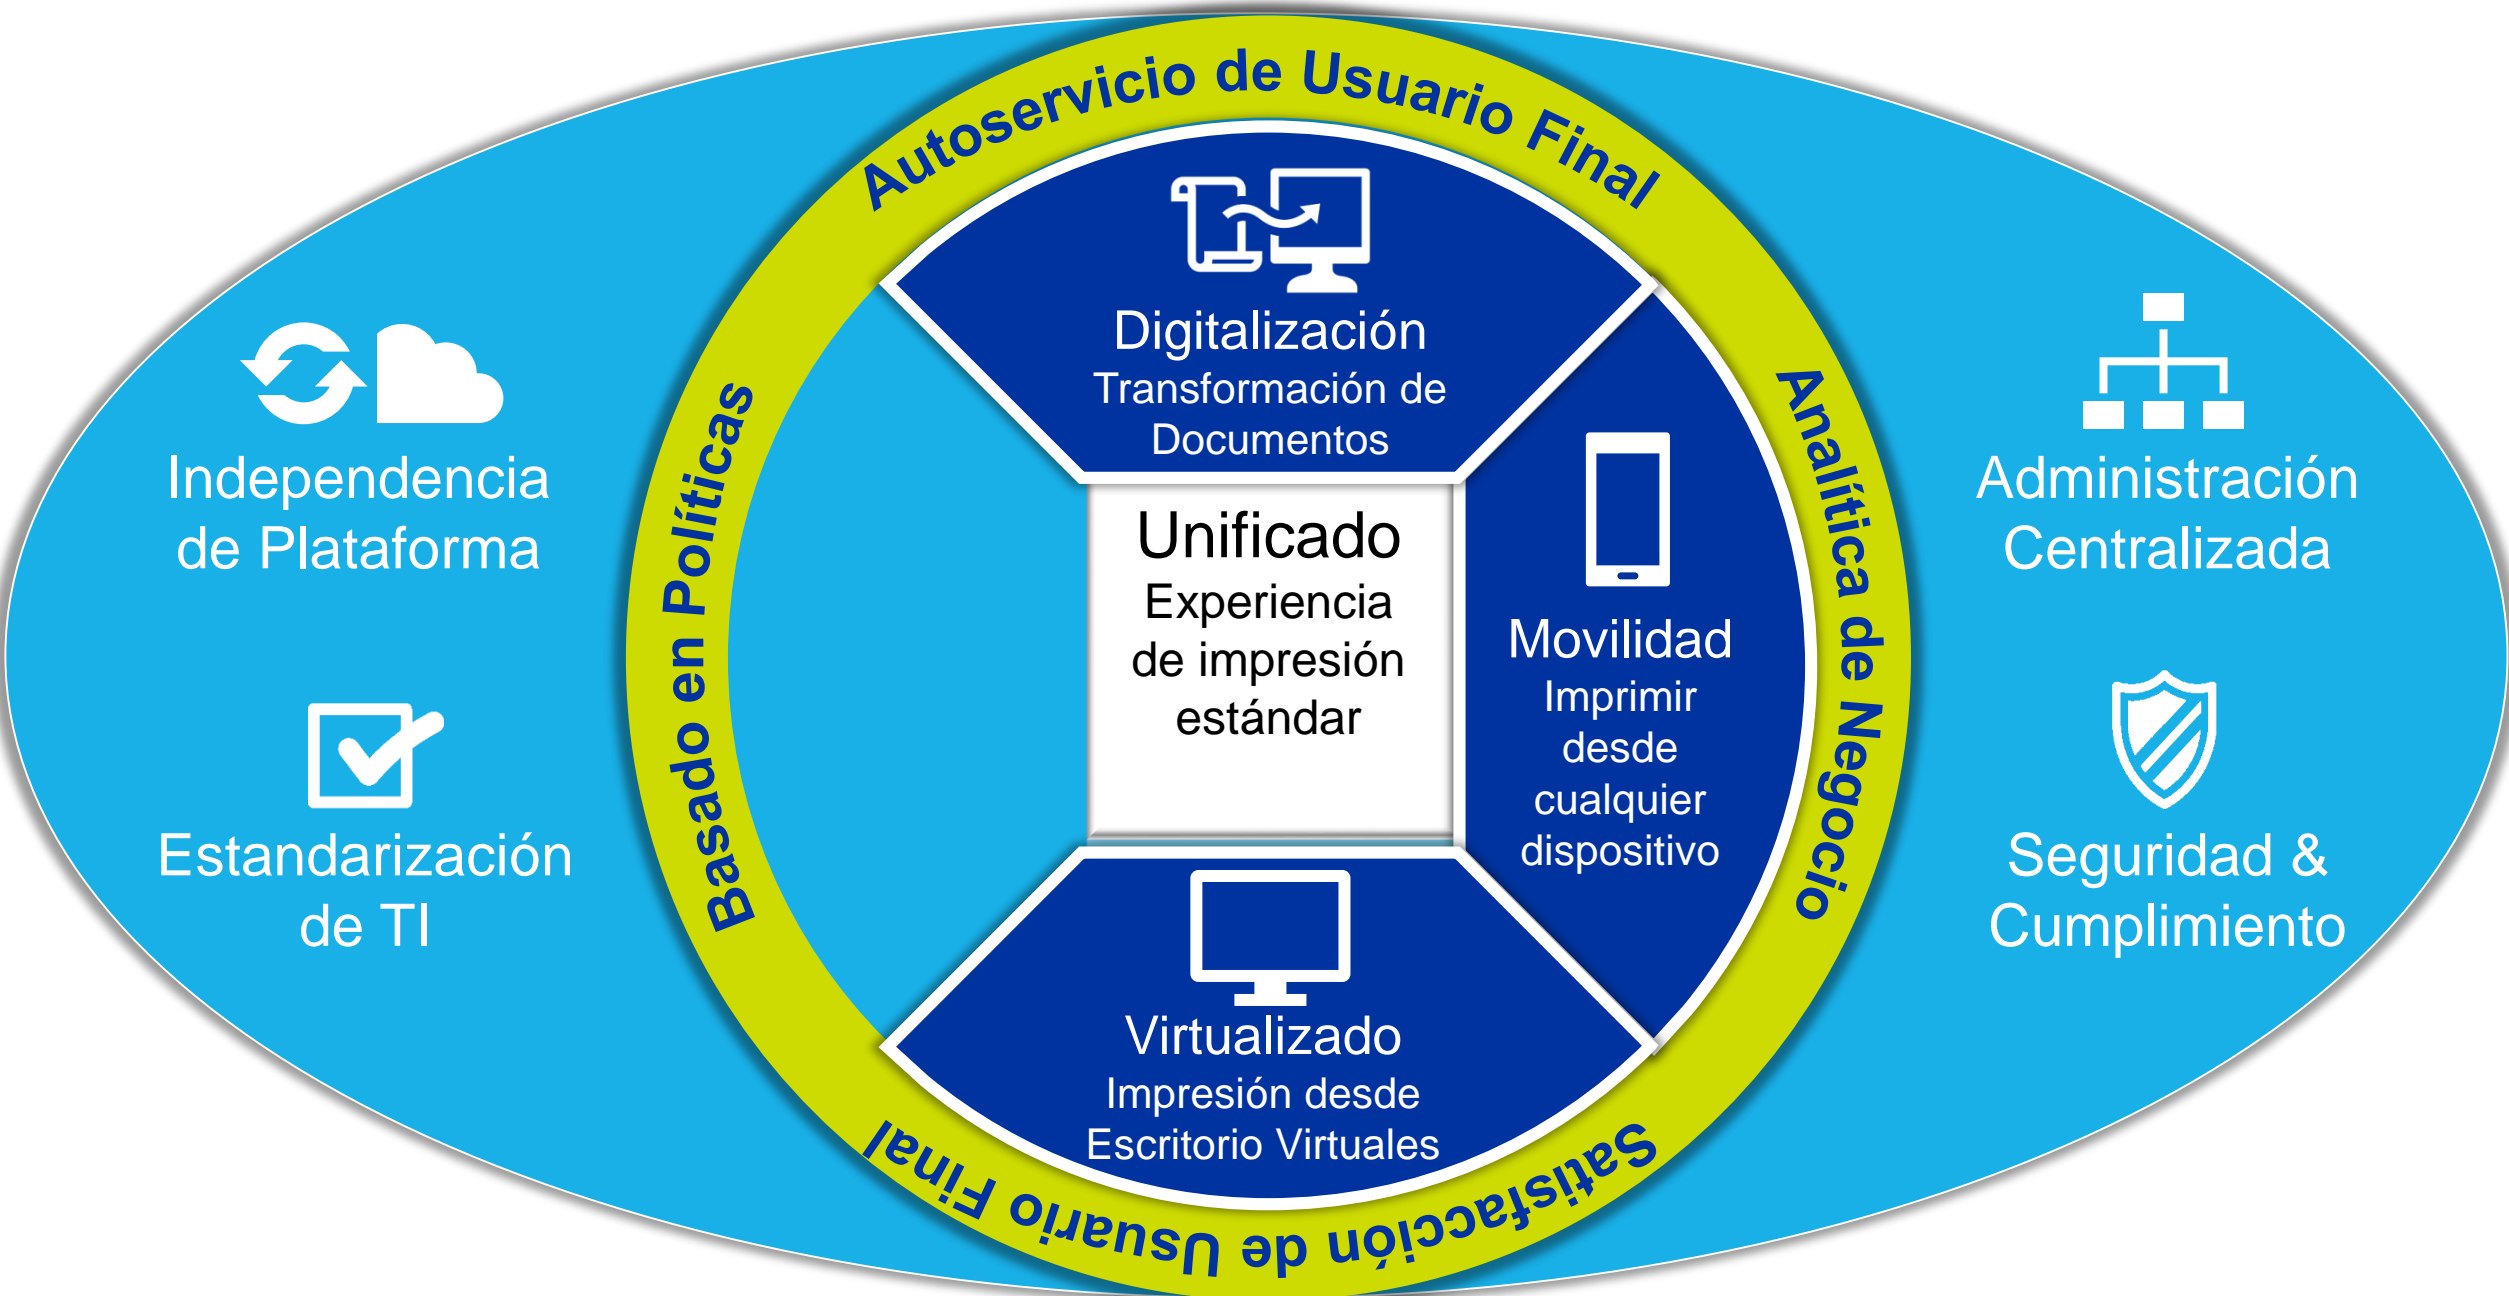 Autoservicio de Usuario Final
Digitalización
Transformación de
Documentos
Independencia
de Plataforma
Estandarización
de TI
Basado en Políticas
Unificado
Experiencia
de impresión
estándar
Movilidad
Imprimir
desde
cualquier
dispositivo
Analítica de Negocio
Administración
Centralizada
Seguridad &
Cumplimiento
Virtualizado
Impresión desde
Escritorio Virtuales
Satisfacción de Usuario Final